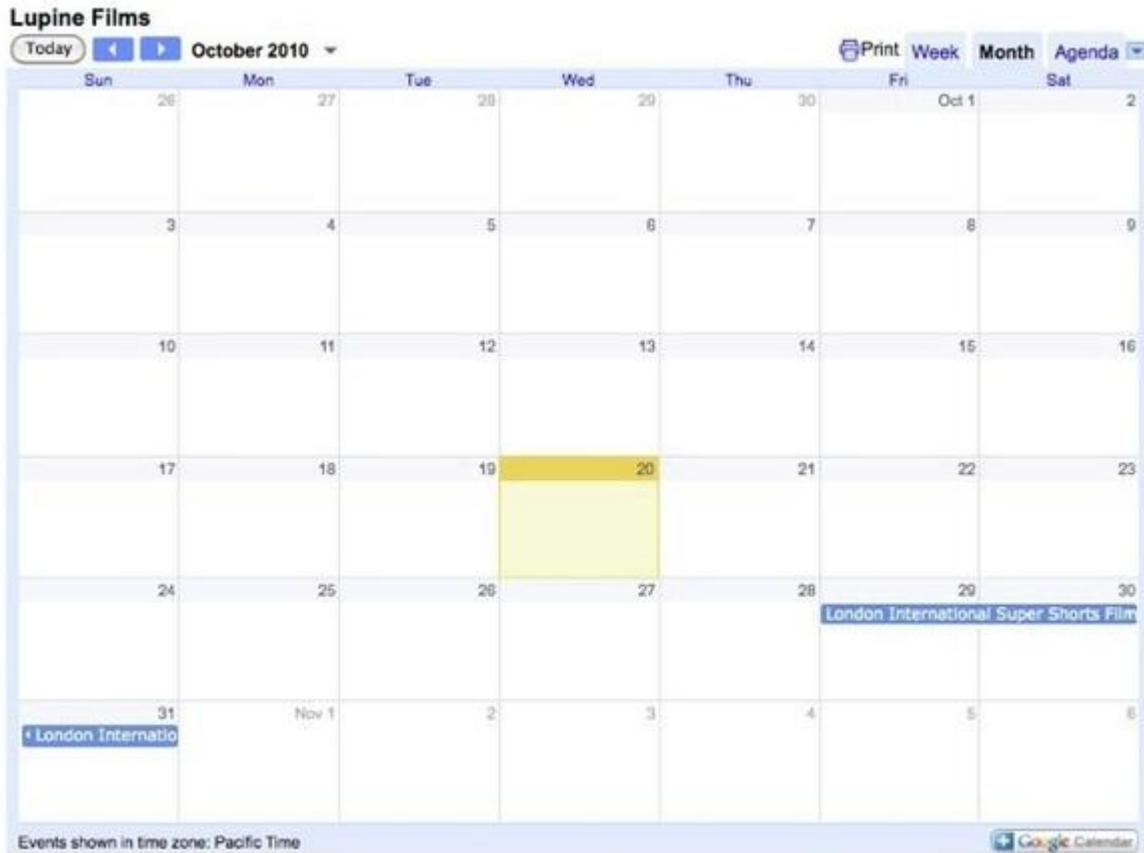 Lupine Films
Today October 2010 Print Week Month Agenda
Sun Mon Tue Wed Thu Fri Sat
26 27 28 29 30 Oct 1 2
3 4 5 6 7 8 9
10 11 12 13 14 15 16
17 18 19 20 21 22 23
24 25 26 27 28 29 30
London International Super Shorts Film
31 Nov 1 2 3 4 5 6
London Internatio
Events shown in time zone: Pacific Time Google Calendar